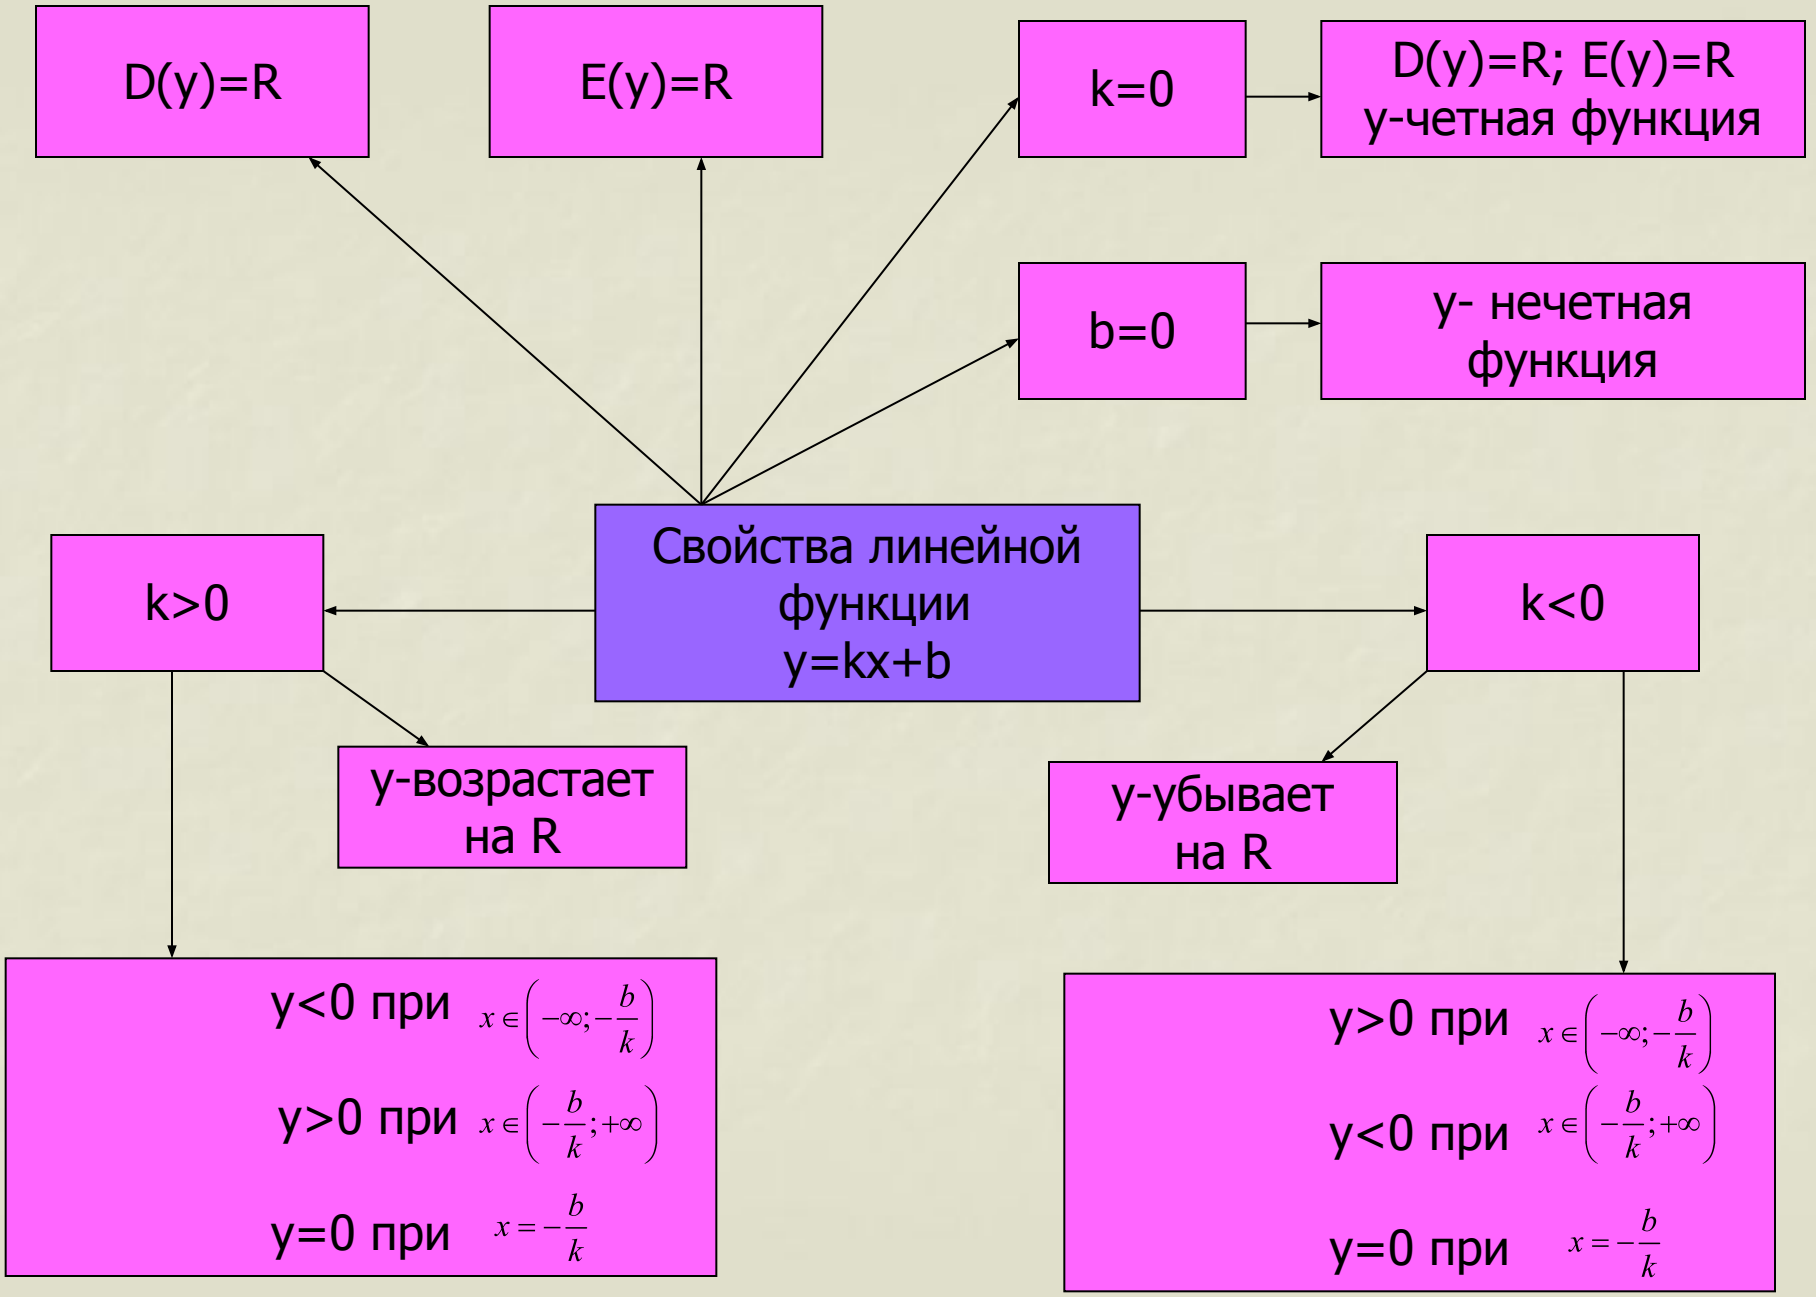 D(y)=R
E(y)=R
k=0
D(y)=R; E(y)=R
y-четная функция
b=0
y- нечетная
функция
Свойства линейной
функции
y=kx+b
k>0
k<0
y-возрастает
на R
y-убывает
на R
y<0 при x∈(−∞;−b/k)
y>0 при x∈(−b/k;+∞)
y=0 при x=−b/k
y>0 при x∈(−∞;−b/k)
y<0 при x∈(−b/k;+∞)
y=0 при x=−b/k